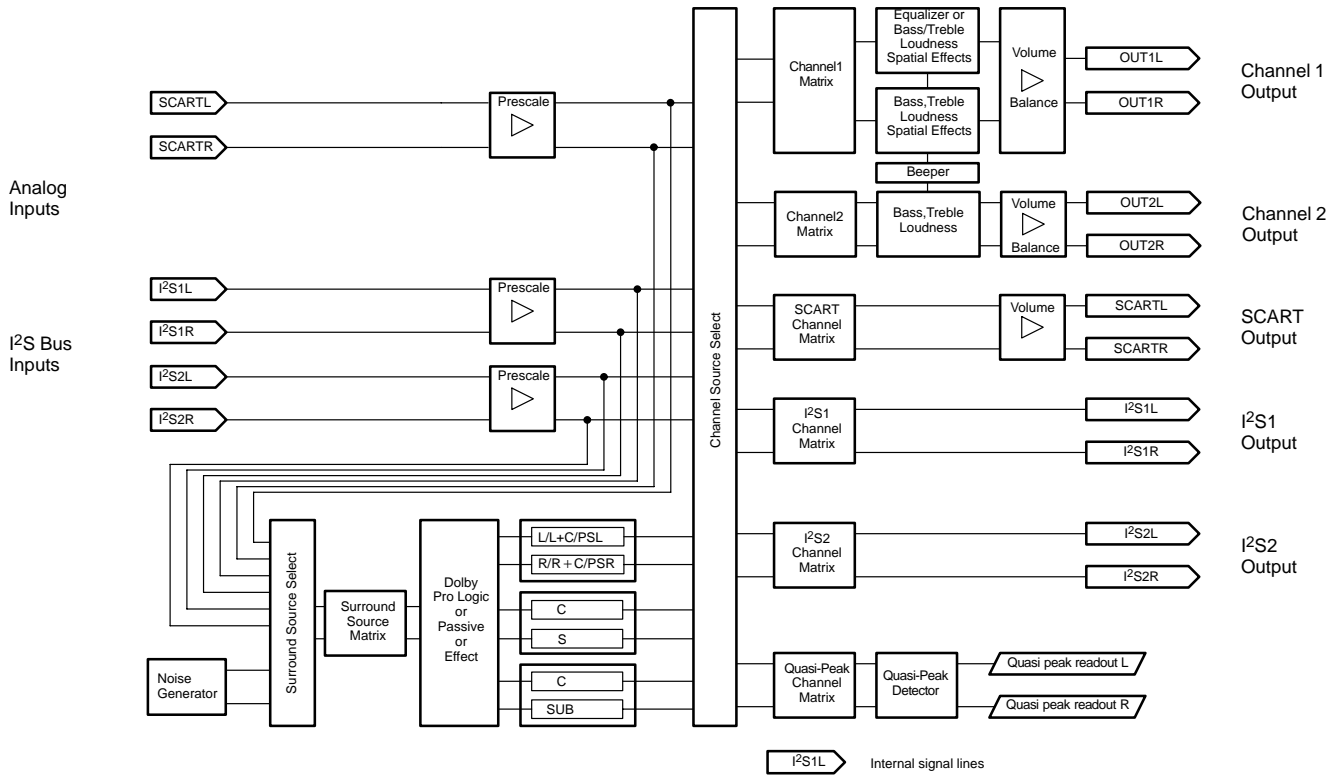 Analog
Inputs
I²S Bus
Inputs
SCARTL
SCARTR
Prescale
I²S1L
I²S1R
Prescale
I²S2L
I²S2R
Prescale
Noise
Generator
Surround Source Select
Surround
Source
Matrix
Dolby
Pro Logic
or
Passive
or
Effect
L/L+C/PSL
R/R + C/PSR
C
S
C
SUB
Channel Source Select
Channel1
Matrix
Equalizer or
Bass/Treble
Loudness
Spatial Effects
Bass,Treble
Loudness
Spatial Effects
Beeper
Volume
Balance
OUT1L
OUT1R
Channel 1
Output
Channel2
Matrix
Bass,Treble
Loudness
Volume
Balance
OUT2L
OUT2R
Channel 2
Output
SCART
Channel
Matrix
Volume
SCARTL
SCARTR
SCART
Output
I²S1
Channel
Matrix
I²S1L
I²S1R
I²S1
Output
I²S2
Channel
Matrix
I²S2L
I²S2R
I²S2
Output
Quasi-Peak
Channel
Matrix
Quasi-Peak
Detector
Quasi peak readout L
Quasi peak readout R
I²S1L
Internal signal lines